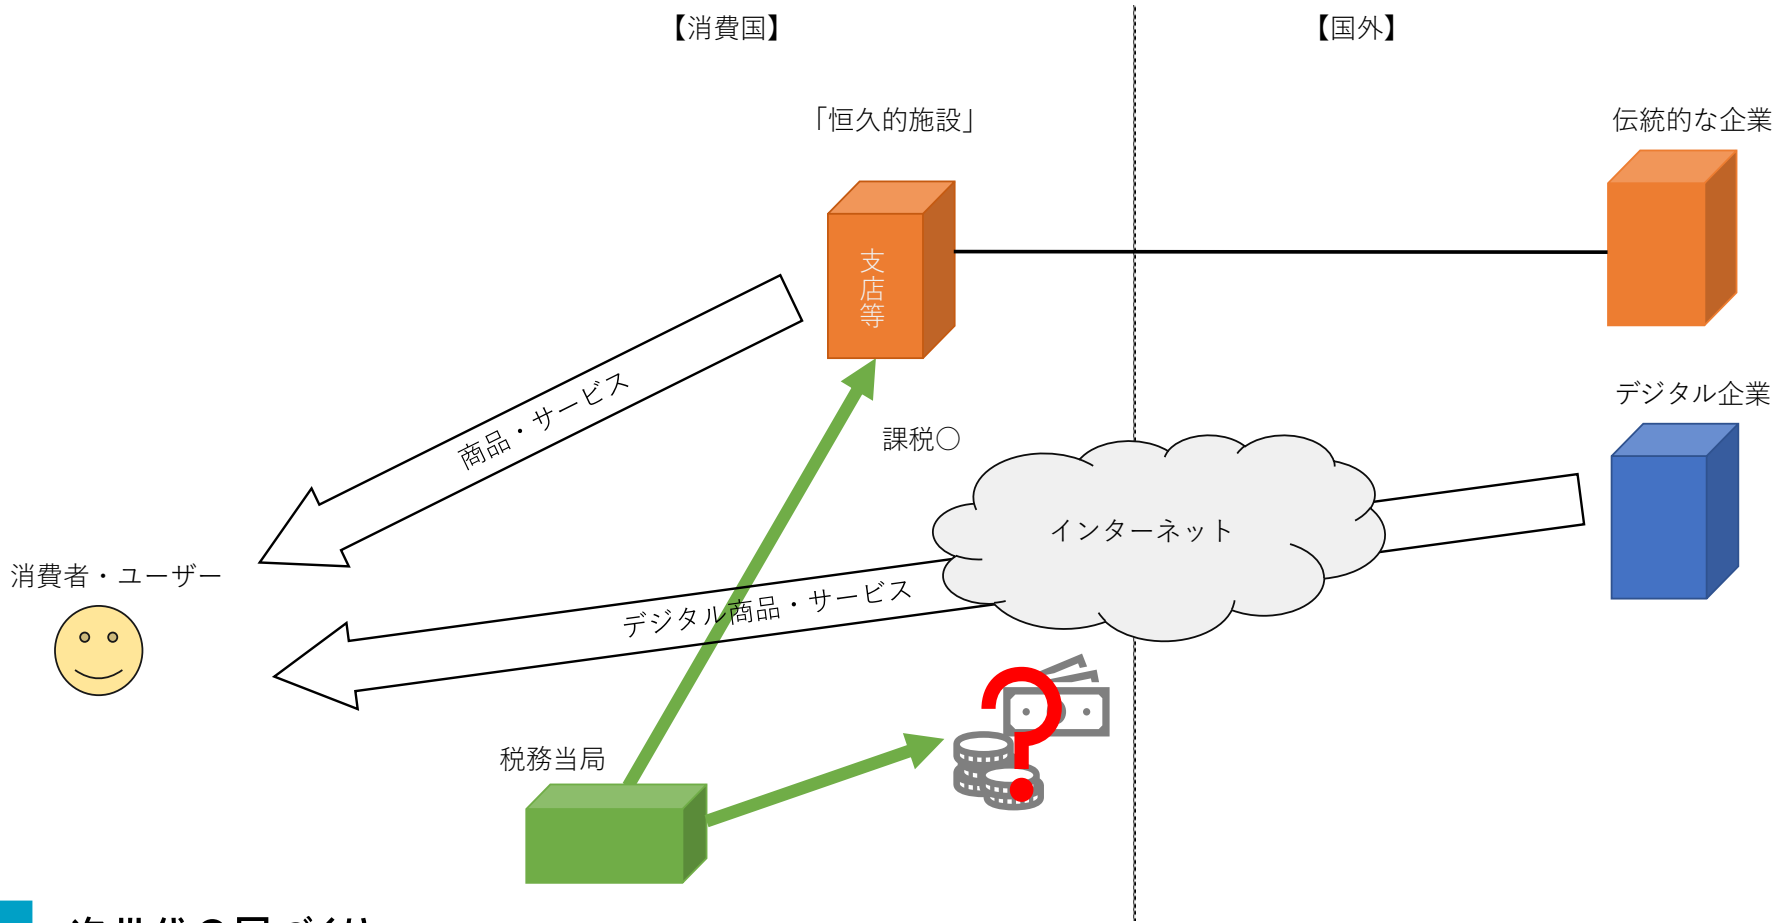 【消費国】
【国外】
「恒久的施設」
伝統的な企業
支店等
商品・サービス
デジタル企業
課税〇
インターネット
消費者・ユーザー
デジタル商品・サービス
税務当局